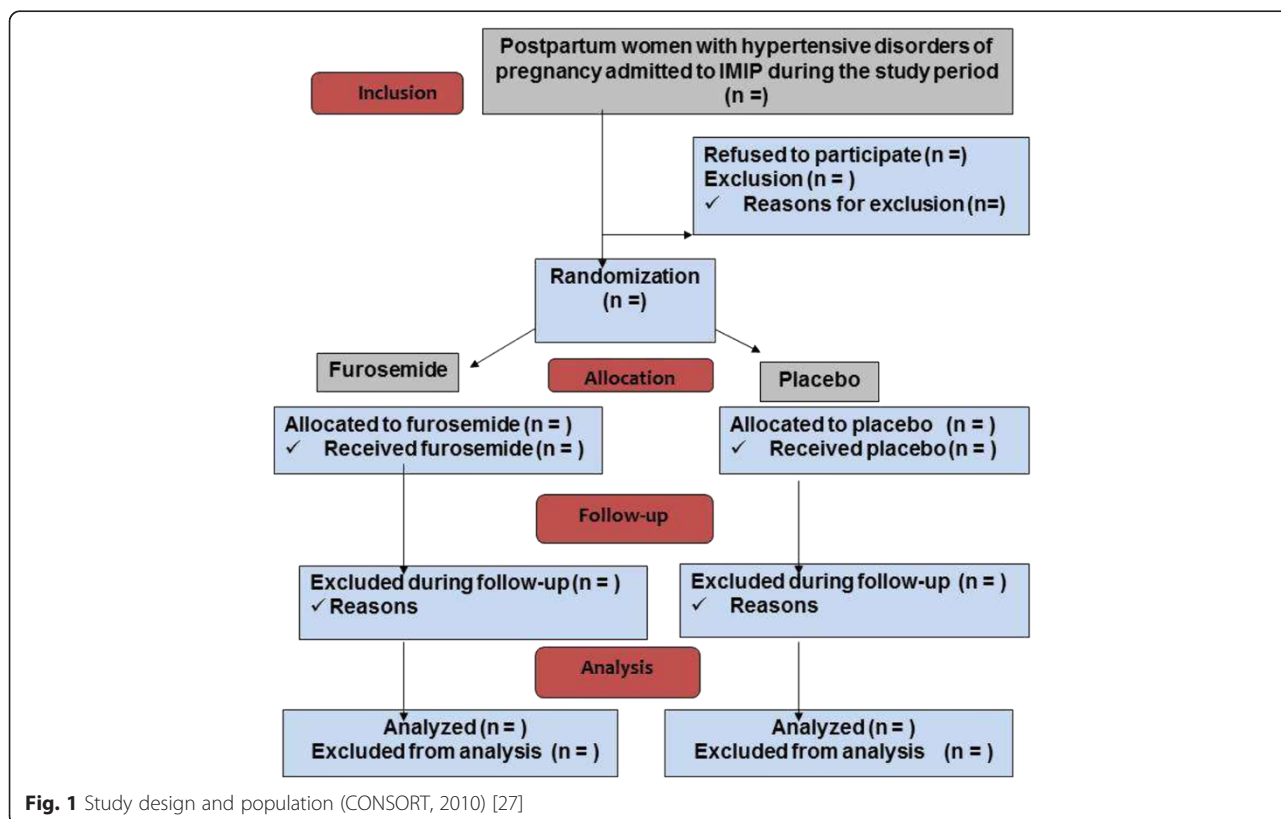 Postpartum women with hypertensive disorders of
pregnancy admitted to IMIP during the study period
(n =)
Inclusion
Refused to participate (n =)
Exclusion (n = )
✓ Reasons for exclusion (n=)
Randomization
(n =)
Furosemide
Allocation
Placebo
Allocated to furosemide (n = )
✓ Received furosemide (n = )
Allocated to placebo (n = )
✓ Received placebo (n = )
Follow-up
Excluded during follow-up (n = )
✓ Reasons
Excluded during follow-up (n = )
✓ Reasons
Analysis
Analyzed (n = )
Excluded from analysis (n = )
Analyzed (n = )
Excluded from analysis (n = )
Fig. 1 Study design and population (CONSORT, 2010) [27]